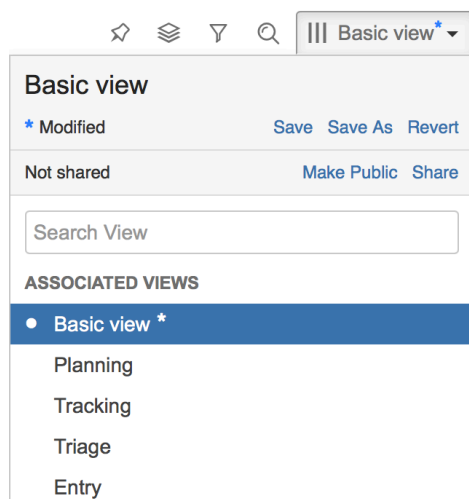 Basic view*
Basic view
* Modified Save Save As Revert
Not shared Make Public Share
Search View
ASSOCIATED VIEWS
Basic view *
Planning
Tracking
Triage
Entry